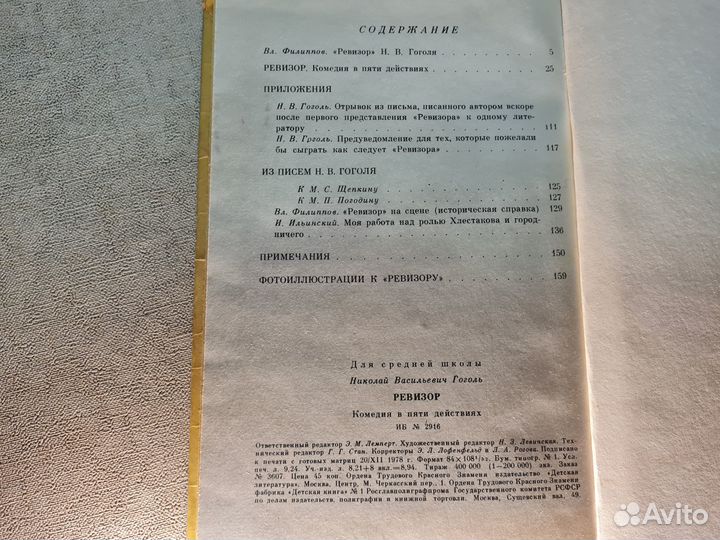 СОДЕРЖАНИЕ
Вл. Филиппов. «Ревизор» Н. В. Гоголя . . . . . . . . . . 5
РЕВИЗОР. Комедия в пяти действиях . . . . . . . . . . 25
ПРИЛОЖЕНИЯ
Н. В. Гоголь. Отрывок из письма, писанного автором вскоре
после первого представления «Ревизора» к одному лите-
ратору . . . . . . . . . . 111
Н. В. Гоголь. Предуведомление для тех, которые пожелали
бы сыграть как следует «Ревизора» . . . . . . . . . . 117
ИЗ ПИСЕМ Н. В. ГОГОЛЯ
К М. С. Щепкину . . . . . . . . . . 125
К М. П. Погодину . . . . . . . . . . 127
Вл. Филиппов. «Ревизор» на сцене (историческая справка) 129
И. Ильинский. Моя работа над ролью Хлестакова и город-
ничего . . . . . . . . . . 136
ПРИМЕЧАНИЯ . . . . . . . . . . 150
ФОТОИЛЛЮСТРАЦИИ К «РЕВИЗОРУ» . . . . . . . . . . 159
Для средней школы
Николай Васильевич Гоголь
РЕВИЗОР
Комедия в пяти действиях
ИБ № 2916
Ответственный редактор Э. М. Лемперт. Художественный редактор Н. З. Левинская. Тех-
нический редактор Г. Г. Стан. Корректоры Э. Л. Лофенфельд и Л. А. Рогова. Подписано
к печати с готовых матриц 20/XII 1978 г. Формат 84×108¹/₃₂. Бум. типогр. № 1. Усл.
печ. л. 9,24. Уч.-изд. л. 8,21+8 вкл.=8,94. Тираж 400 000 (1—200 000) экз. Заказ
№ 3607. Цена 45 коп. Ордена Трудового Красного Знамени издательство «Детская
литература». Москва, Центр, М. Черкасский пер., 1. Ордена Трудового Красного Знамени
фабрика «Детская книга» № 1 Росглавполиграфпрома Государственного комитета РСФСР
по делам издательств, полиграфии и книжной торговли. Москва, Сущевский вал, 49.
Avito